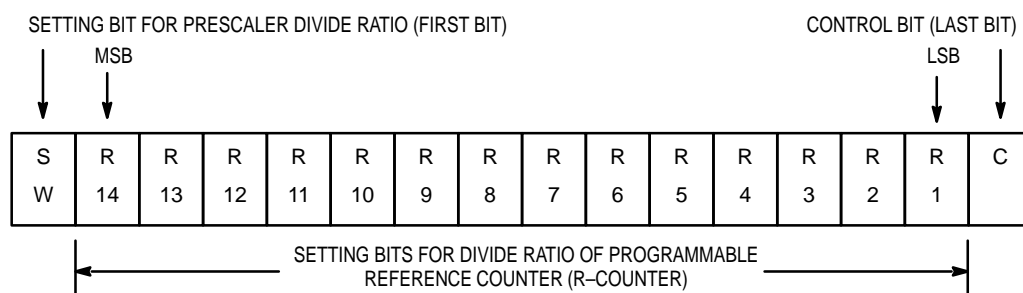 SETTING BIT FOR PRESCALER DIVIDE RATIO (FIRST BIT) CONTROL BIT (LAST BIT)
MSB LSB
S R R R R R R R R R R R R R R C
W 14 13 12 11 10 9 8 7 6 5 4 3 2 1
SETTING BITS FOR DIVIDE RATIO OF PROGRAMMABLE
REFERENCE COUNTER (R–COUNTER)